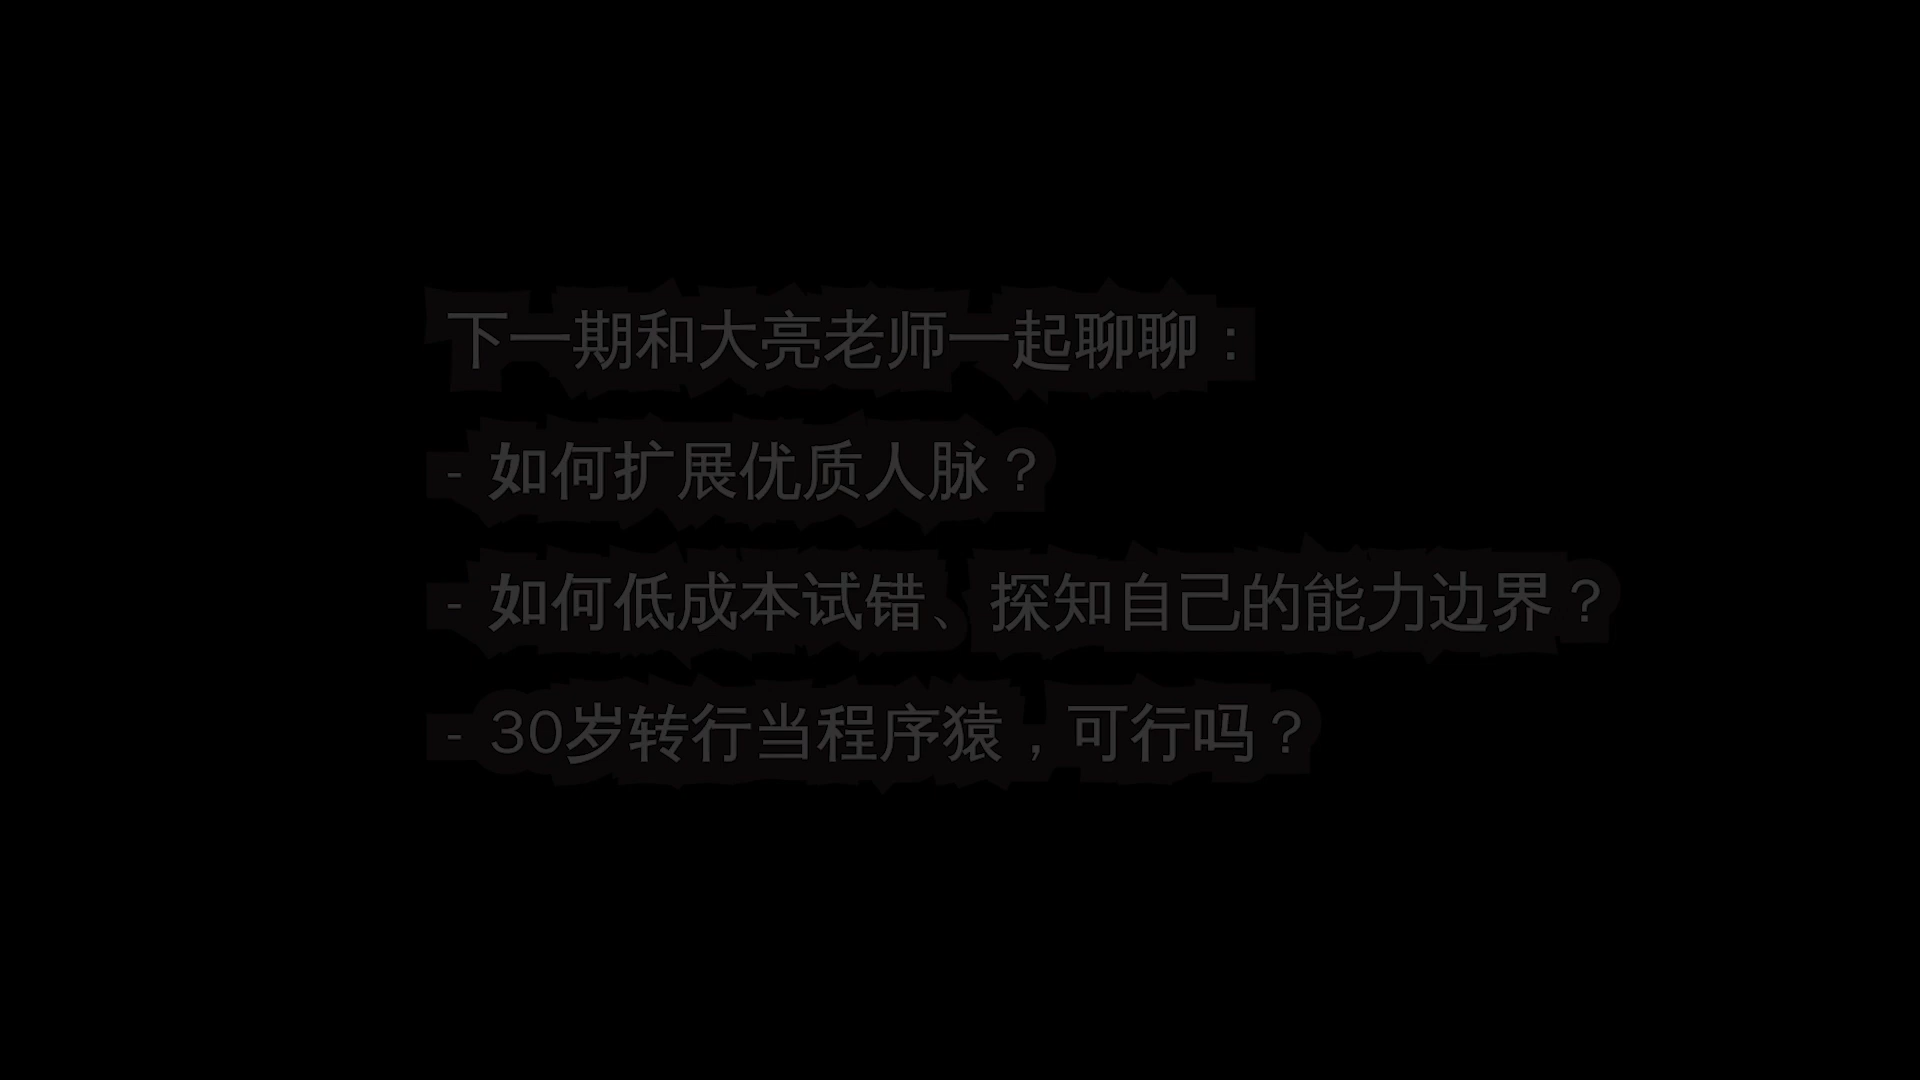 下一期和大亮老师一起聊聊：
- 如何扩展优质人脉？
- 如何低成本试错、探知自己的能力边界？
- 30岁转行当程序猿，可行吗？